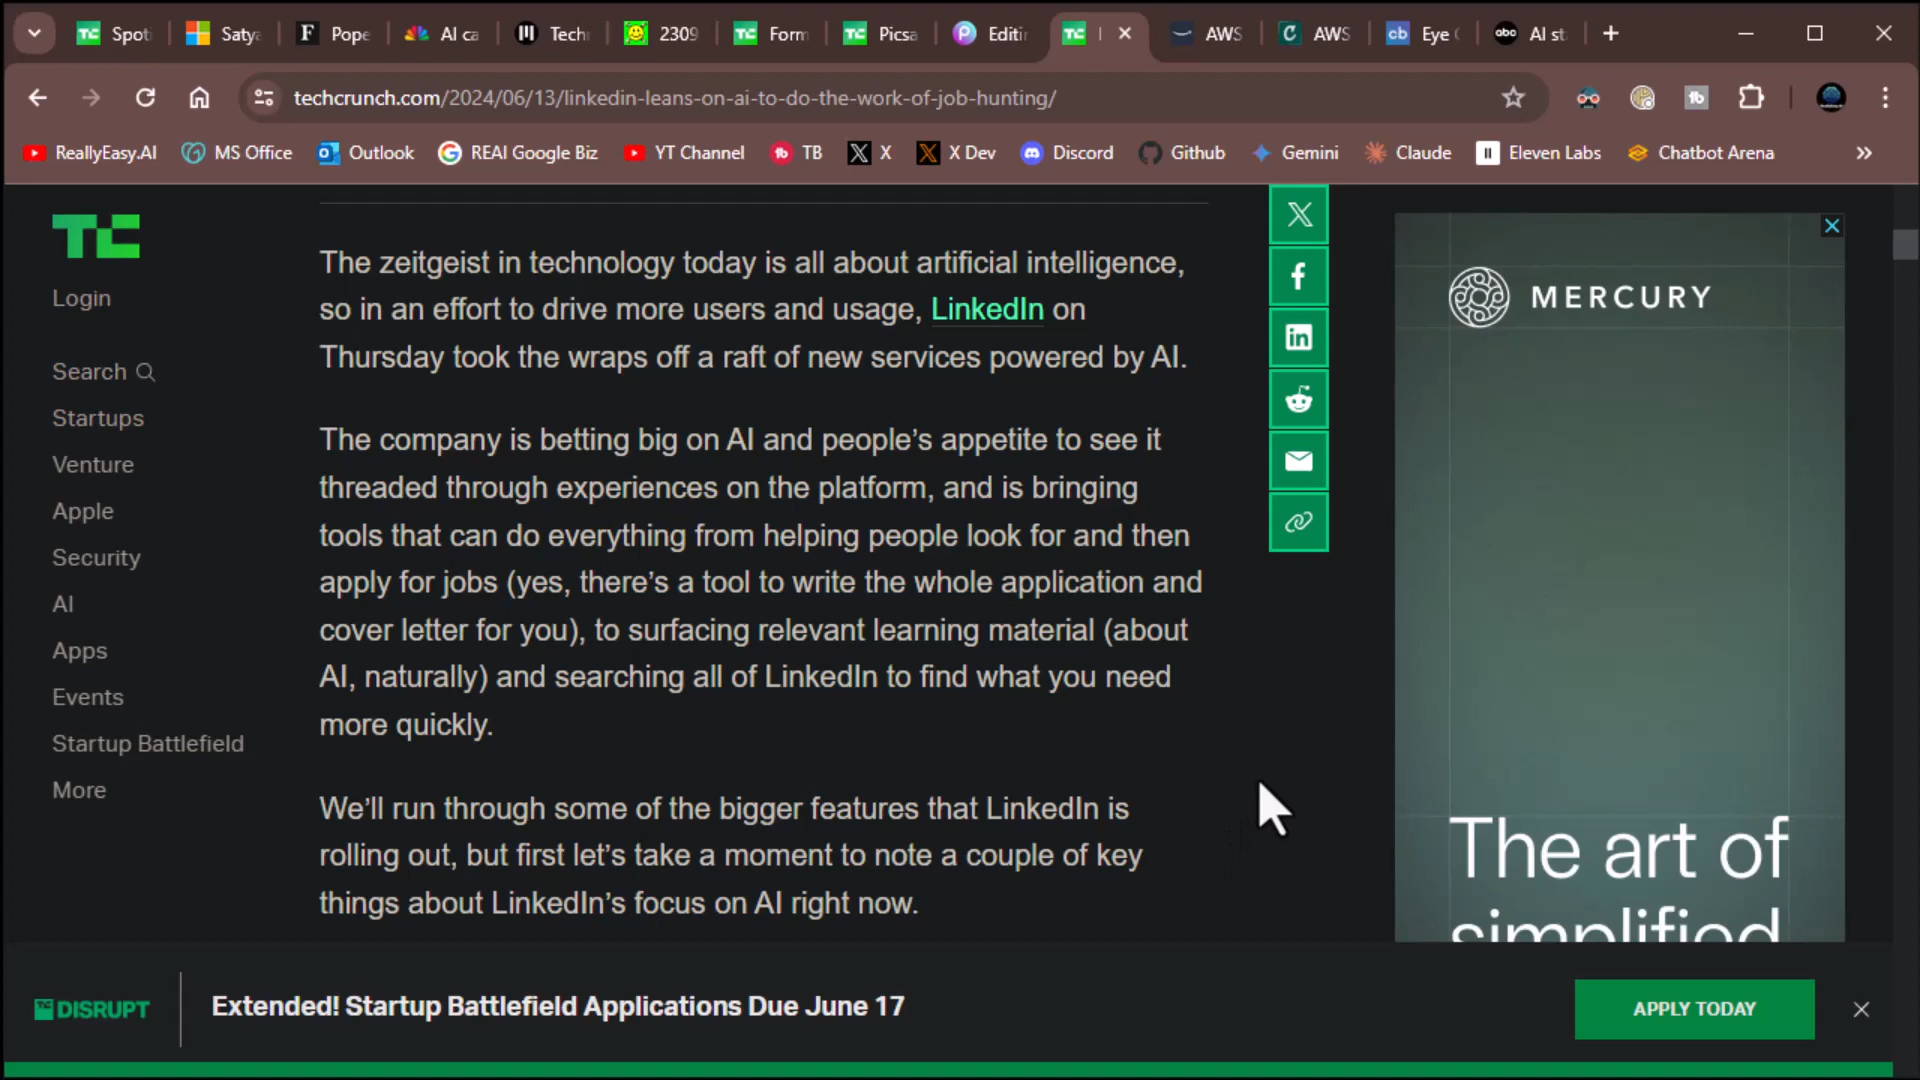 Spoti
Satya
Pope
AI ca
Techn
2309
Form
Picsa
Editin
AWS
AWS
Eye
AI st
techcrunch.com/2024/06/13/linkedin-leans-on-ai-to-do-the-work-of-job-hunting/
ReallyEasy.AI
MS Office
Outlook
REAI Google Biz
YT Channel
TB
X
X Dev
Discord
Github
Gemini
Claude
Eleven Labs
Chatbot Arena
Login
Search
Startups
Venture
Apple
Security
AI
Apps
Events
Startup Battlefield
More
The zeitgeist in technology today is all about artificial intelligence,
so in an effort to drive more users and usage, LinkedIn on
Thursday took the wraps off a raft of new services powered by AI.
The company is betting big on AI and people's appetite to see it
threaded through experiences on the platform, and is bringing
tools that can do everything from helping people look for and then
apply for jobs (yes, there's a tool to write the whole application and
cover letter for you), to surfacing relevant learning material (about
AI, naturally) and searching all of LinkedIn to find what you need
more quickly.
We'll run through some of the bigger features that LinkedIn is
rolling out, but first let's take a moment to note a couple of key
things about LinkedIn's focus on AI right now.
MERCURY
The art of
simplified
TC DISRUPT
Extended! Startup Battlefield Applications Due June 17
APPLY TODAY